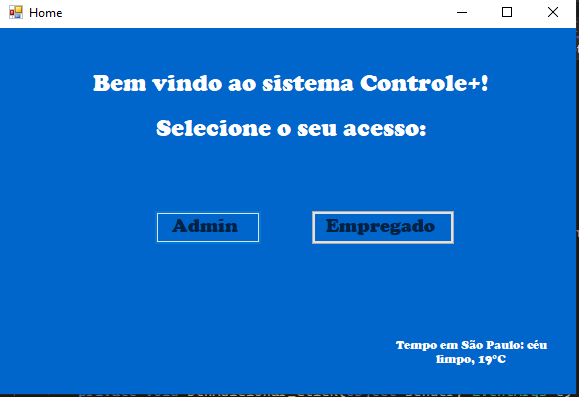 Home
Bem vindo ao sistema Controle+!
Selecione o seu acesso:
Admin
Empregado
Tempo em São Paulo: céu
limpo, 19°C